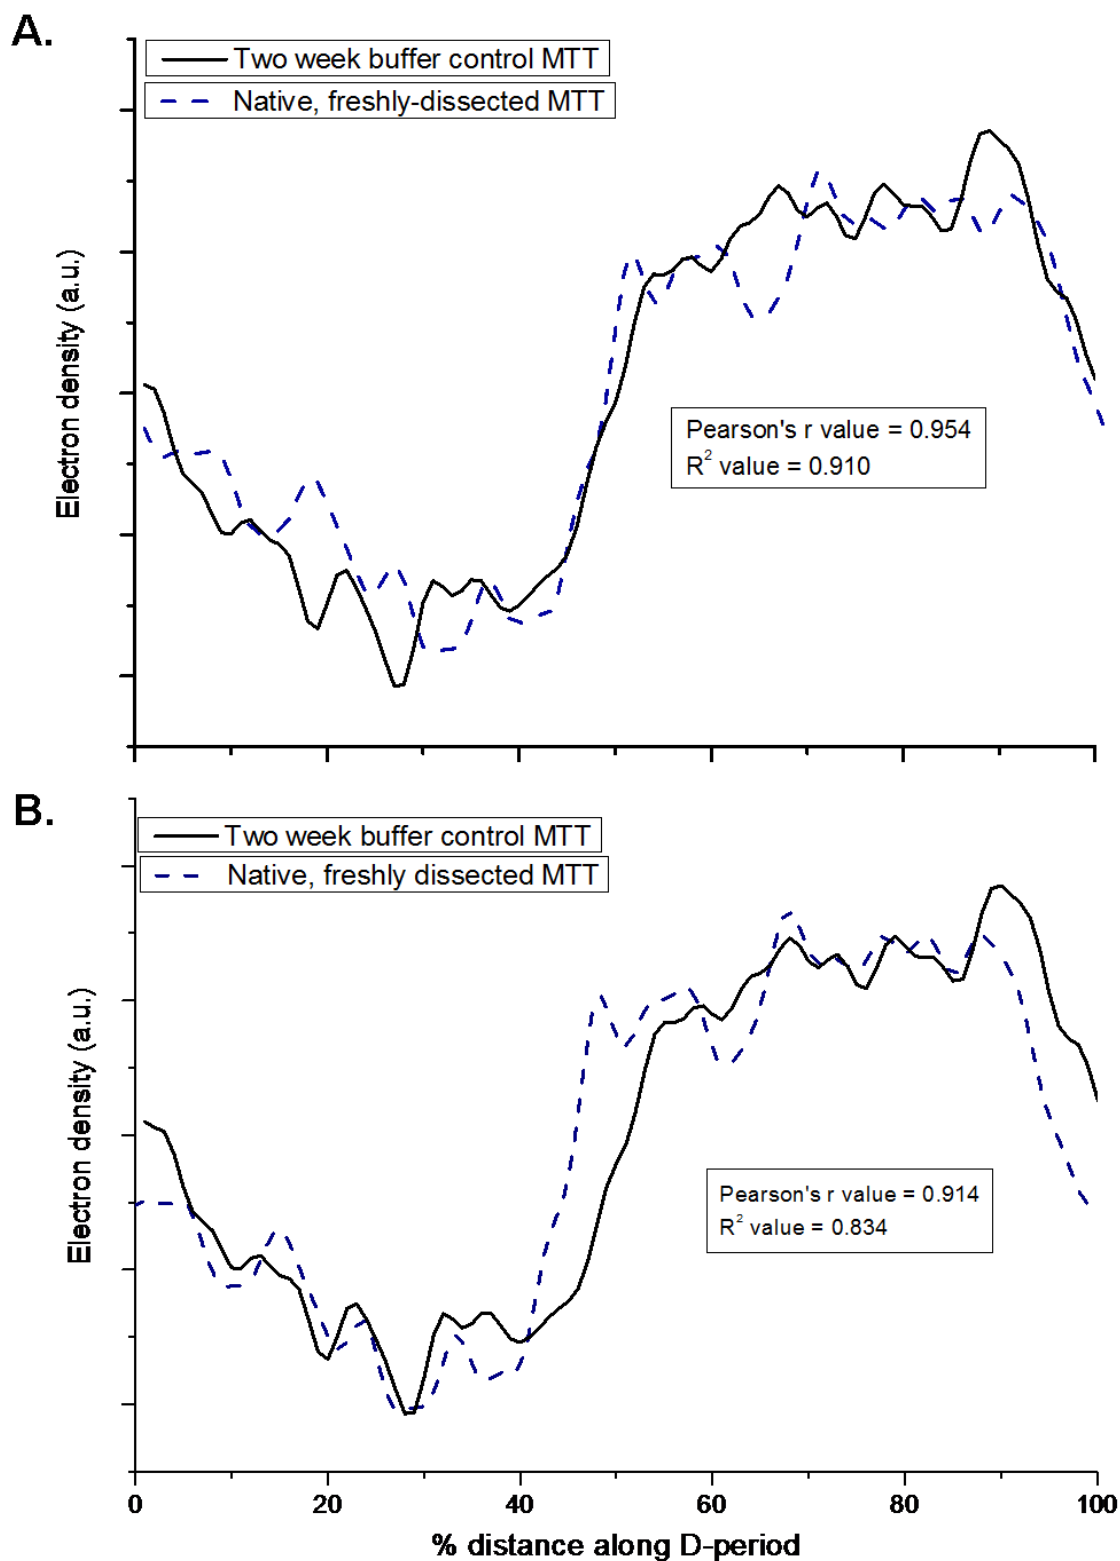 A.
Two week buffer control MTT
Native, freshly-dissected MTT
Electron density (a.u.)
Pearson's r value = 0.954
R² value = 0.910
B.
Two week buffer control MTT
Native, freshly dissected MTT
Electron density (a.u.)
Pearson's r value = 0.914
R² value = 0.834
0 20 40 60 80 100
% distance along D-period